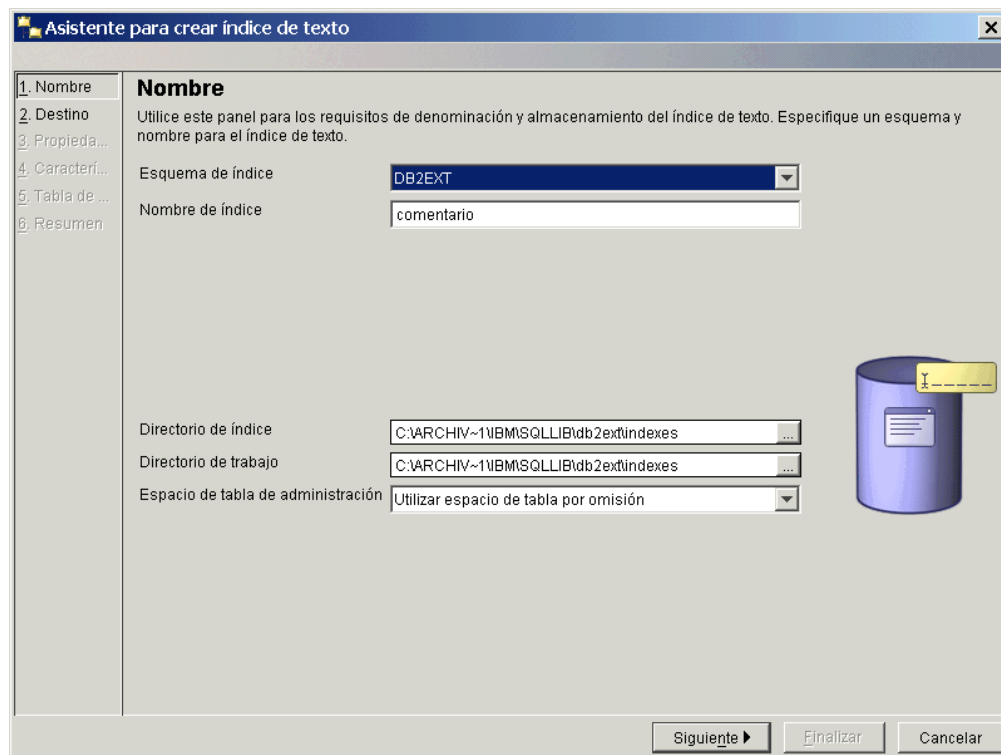 Asistente para crear índice de texto
1. Nombre
2. Destino
3. Propieda...
4. Caracterí...
5. Tabla de ...
6. Resumen
Nombre
Utilice este panel para los requisitos de denominación y almacenamiento del índice de texto. Especifique un esquema y
nombre para el índice de texto.
Esquema de índice
DB2EXT
Nombre de índice
comentario
Directorio de índice
C:\ARCHIV~1\IBM\SQLLIB\db2ext\indexes
...
Directorio de trabajo
C:\ARCHIV~1\IBM\SQLLIB\db2ext\indexes
...
Espacio de tabla de administración
Utilizar espacio de tabla por omisión
Siguiente
Finalizar
Cancelar